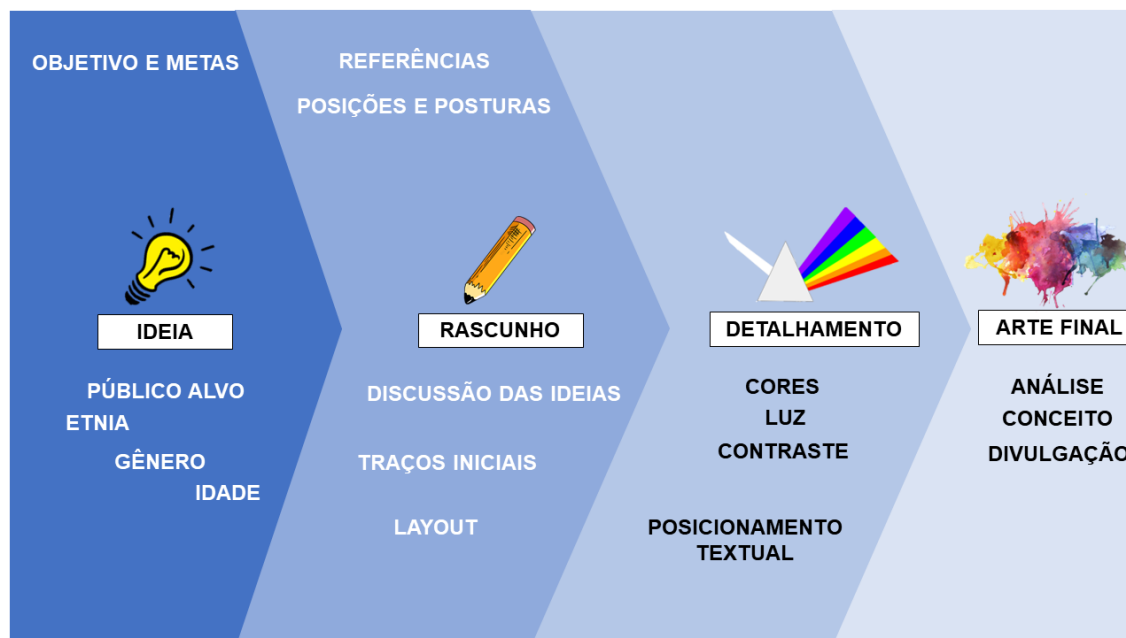 OBJETIVO E METAS
IDEIA
PÚBLICO ALVO
ETNIA
GÊNERO
IDADE
REFERÊNCIAS
POSIÇÕES E POSTURAS
RASCUNHO
DISCUSSÃO DAS IDEIAS
TRAÇOS INICIAIS
LAYOUT
DETALHAMENTO
CORES
LUZ
CONTRASTE
POSICIONAMENTO
TEXTUAL
ARTE FINAL
ANÁLISE
CONCEITO
DIVULGAÇÃO